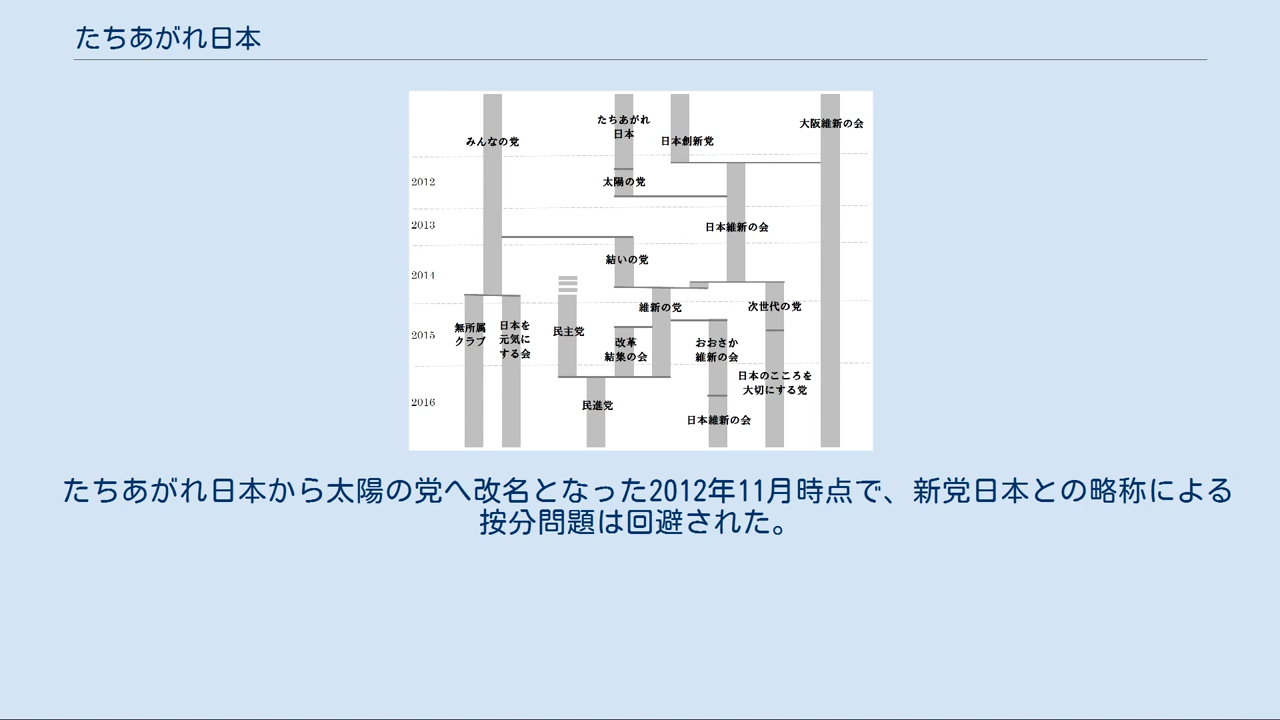 たちあがれ日本
たちあがれ
日本
大阪維新の会
みんなの党
日本創新党
2012
太陽の党
2013
日本維新の会
結いの党
2014
維新の党
次世代の党
無所属
クラブ
日本を
元気に
する会
民主党
2015
改革
結集の会
おおさか
維新の会
日本のこころを
大切にする党
2016
民進党
日本維新の会
たちあがれ日本から太陽の党へ改名となった2012年11月時点で、新党日本との略称による
按分問題は回避された。